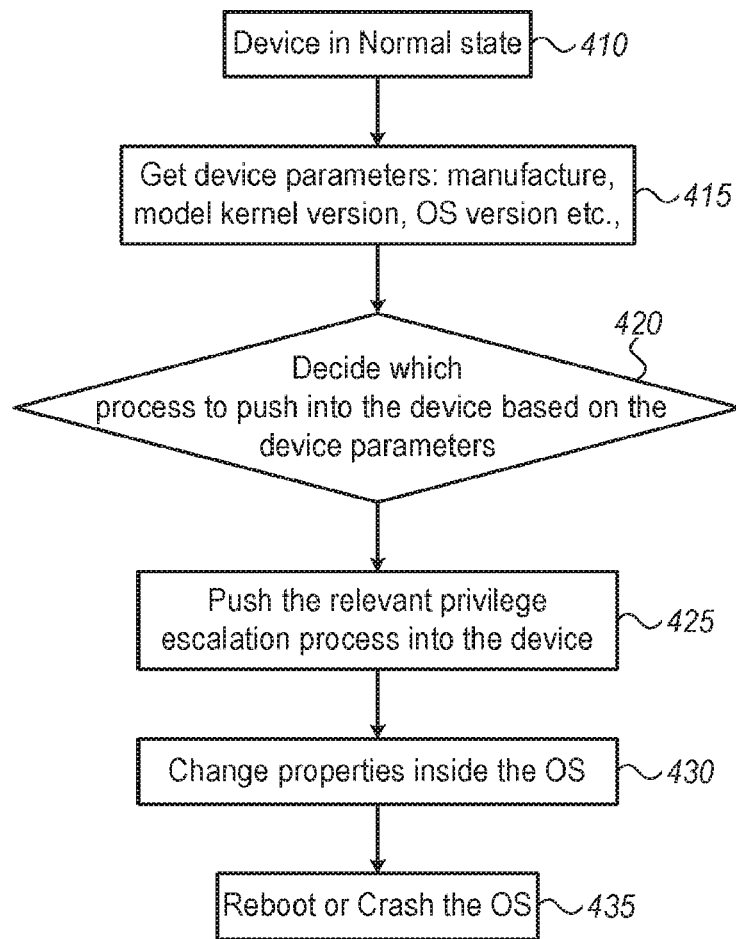 Device in Normal state
410
Get device parameters: manufacture,
model kernel version, OS version etc.,
415
420
Decide which
process to push into the device based on the
device parameters
Push the relevant privilege
escalation process into the device
425
Change properties inside the OS
430
Reboot or Crash the OS
435